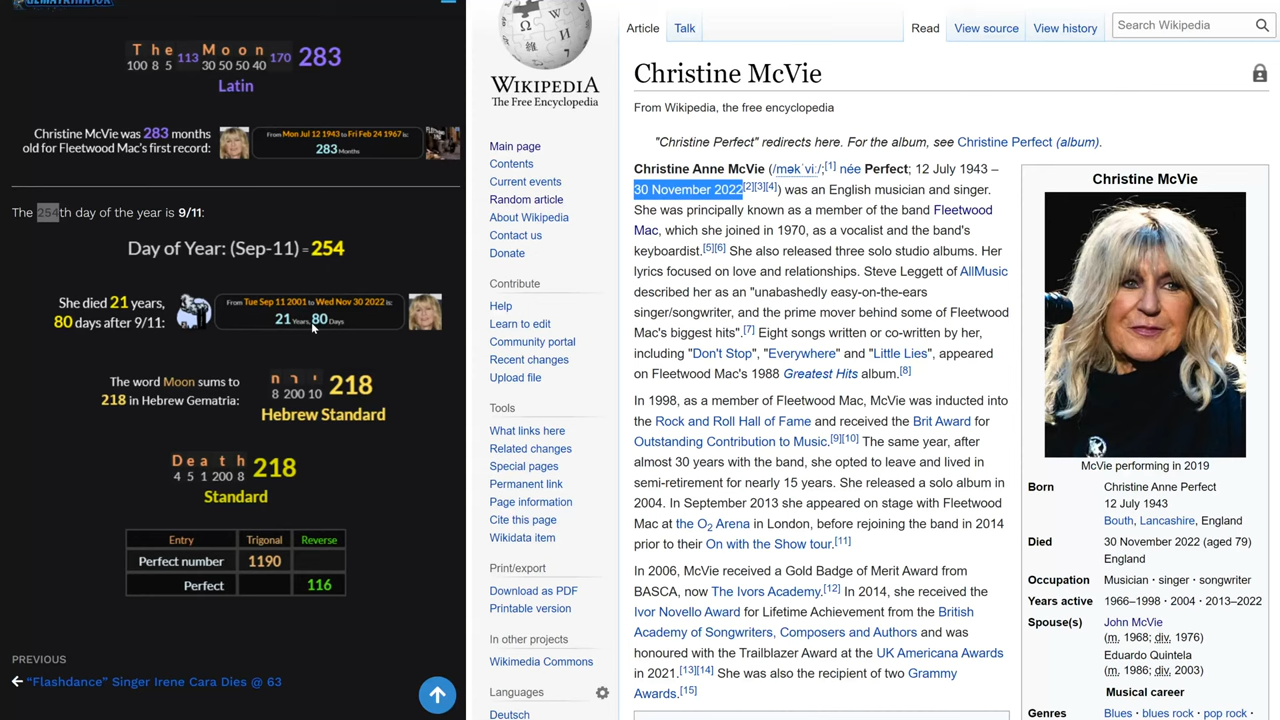 GEMATRINATOR
T h e M o o n
100 8 5 113 30 50 50 40 170 283
Latin
Christine McVie was 283 months
old for Fleetwood Mac's first record:
From Mon Jul 12 1943 to Fri Feb 24 1967 is:
283 Months
The 254th day of the year is 9/11:
Day of Year: (Sep-11) = 254
She died 21 years,
80 days after 9/11:
From Tue Sep 11 2001 to Wed Nov 30 2022 is:
21 Years, 80 Days
The word Moon sums to
218 in Hebrew Gematria:
8 200 10 218
Hebrew Standard
D e a t h
4 5 1 200 8 218
Standard
Entry Trigonal Reverse
Perfect number 1190
Perfect 116
PREVIOUS
← “Flashdance” Singer Irene Cara Dies @ 63
WIKIPEDIA
The Free Encyclopedia
Main page
Contents
Current events
Random article
About Wikipedia
Contact us
Donate
Contribute
Help
Learn to edit
Community portal
Recent changes
Upload file
Tools
What links here
Related changes
Special pages
Permanent link
Page information
Cite this page
Wikidata item
Print/export
Download as PDF
Printable version
In other projects
Wikimedia Commons
Languages
Deutsch
Article Talk Read View source View history Search Wikipedia
Christine McVie
From Wikipedia, the free encyclopedia
"Christine Perfect" redirects here. For the album, see Christine Perfect (album).
Christine Anne McVie (/məkˈviː/;[1] née Perfect; 12 July 1943 –
30 November 2022[2][3][4]) was an English musician and singer.
She was principally known as a member of the band Fleetwood
Mac, which she joined in 1970, as a vocalist and the band's
keyboardist.[5][6] She also released three solo studio albums. Her
lyrics focused on love and relationships. Steve Leggett of AllMusic
described her as an "unabashedly easy-on-the-ears
singer/songwriter, and the prime mover behind some of Fleetwood
Mac's biggest hits".[7] Eight songs written or co-written by her,
including "Don't Stop", "Everywhere" and "Little Lies", appeared
on Fleetwood Mac's 1988 Greatest Hits album.[8]
In 1998, as a member of Fleetwood Mac, McVie was inducted into
the Rock and Roll Hall of Fame and received the Brit Award for
Outstanding Contribution to Music.[9][10] The same year, after
almost 30 years with the band, she opted to leave and lived in
semi-retirement for nearly 15 years. She released a solo album in
2004. In September 2013 she appeared on stage with Fleetwood
Mac at the O2 Arena in London, before rejoining the band in 2014
prior to their On with the Show tour.[11]
In 2006, McVie received a Gold Badge of Merit Award from
BASCA, now The Ivors Academy.[12] In 2014, she received the
Ivor Novello Award for Lifetime Achievement from the British
Academy of Songwriters, Composers and Authors and was
honoured with the Trailblazer Award at the UK Americana Awards
in 2021.[13][14] She was also the recipient of two Grammy
Awards.[15]
Christine McVie
McVie performing in 2019
Born Christine Anne Perfect
12 July 1943
Bouth, Lancashire, England
Died 30 November 2022 (aged 79)
England
Occupation Musician · singer · songwriter
Years active 1966–1998 · 2004 · 2013–2022
Spouse(s) John McVie
(m. 1968; div. 1976)
Eduardo Quintela
(m. 1986; div. 2003)
Musical career
Genres Blues · blues rock · pop rock ·